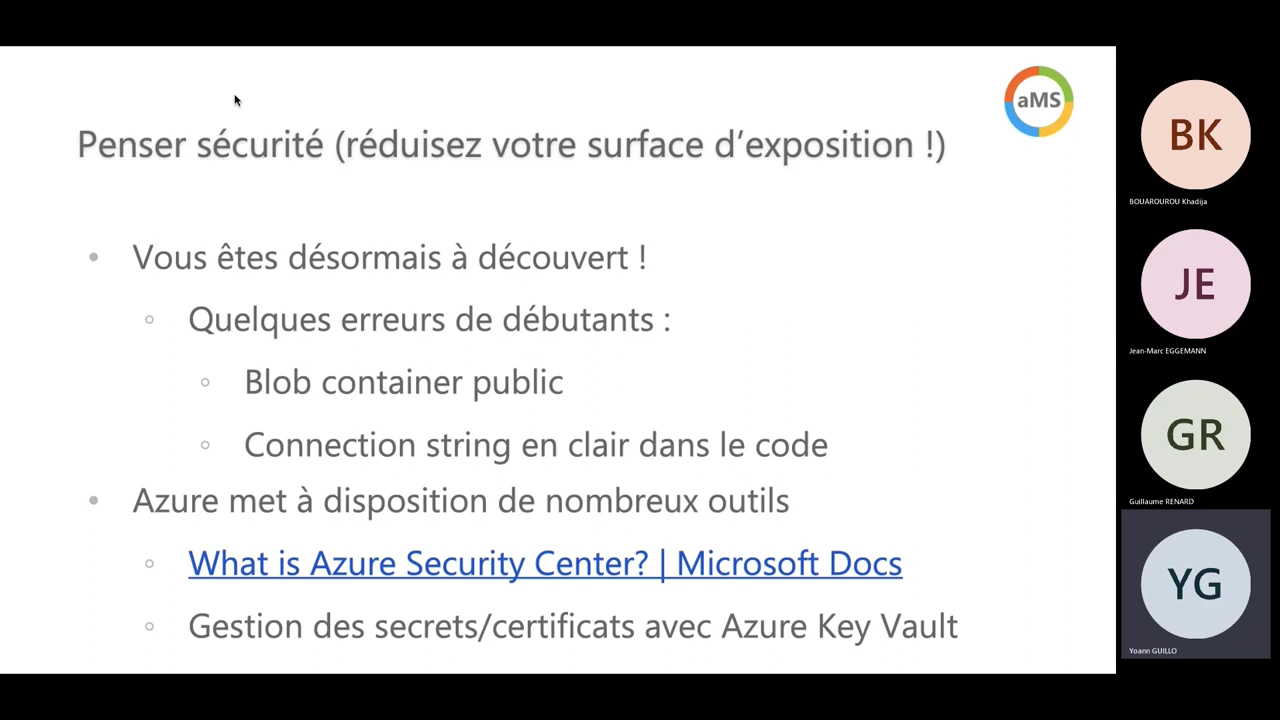 aMS
Penser sécurité (réduisez votre surface d’exposition !)
Vous êtes désormais à découvert !
Quelques erreurs de débutants :
Blob container public
Connection string en clair dans le code
Azure met à disposition de nombreux outils
What is Azure Security Center? | Microsoft Docs
Gestion des secrets/certificats avec Azure Key Vault
BK
BOUAROUROU Khadija
JE
Jean-Marc EGGEMANN
GR
Guillaume RENARD
YG
Yoann GUILLO